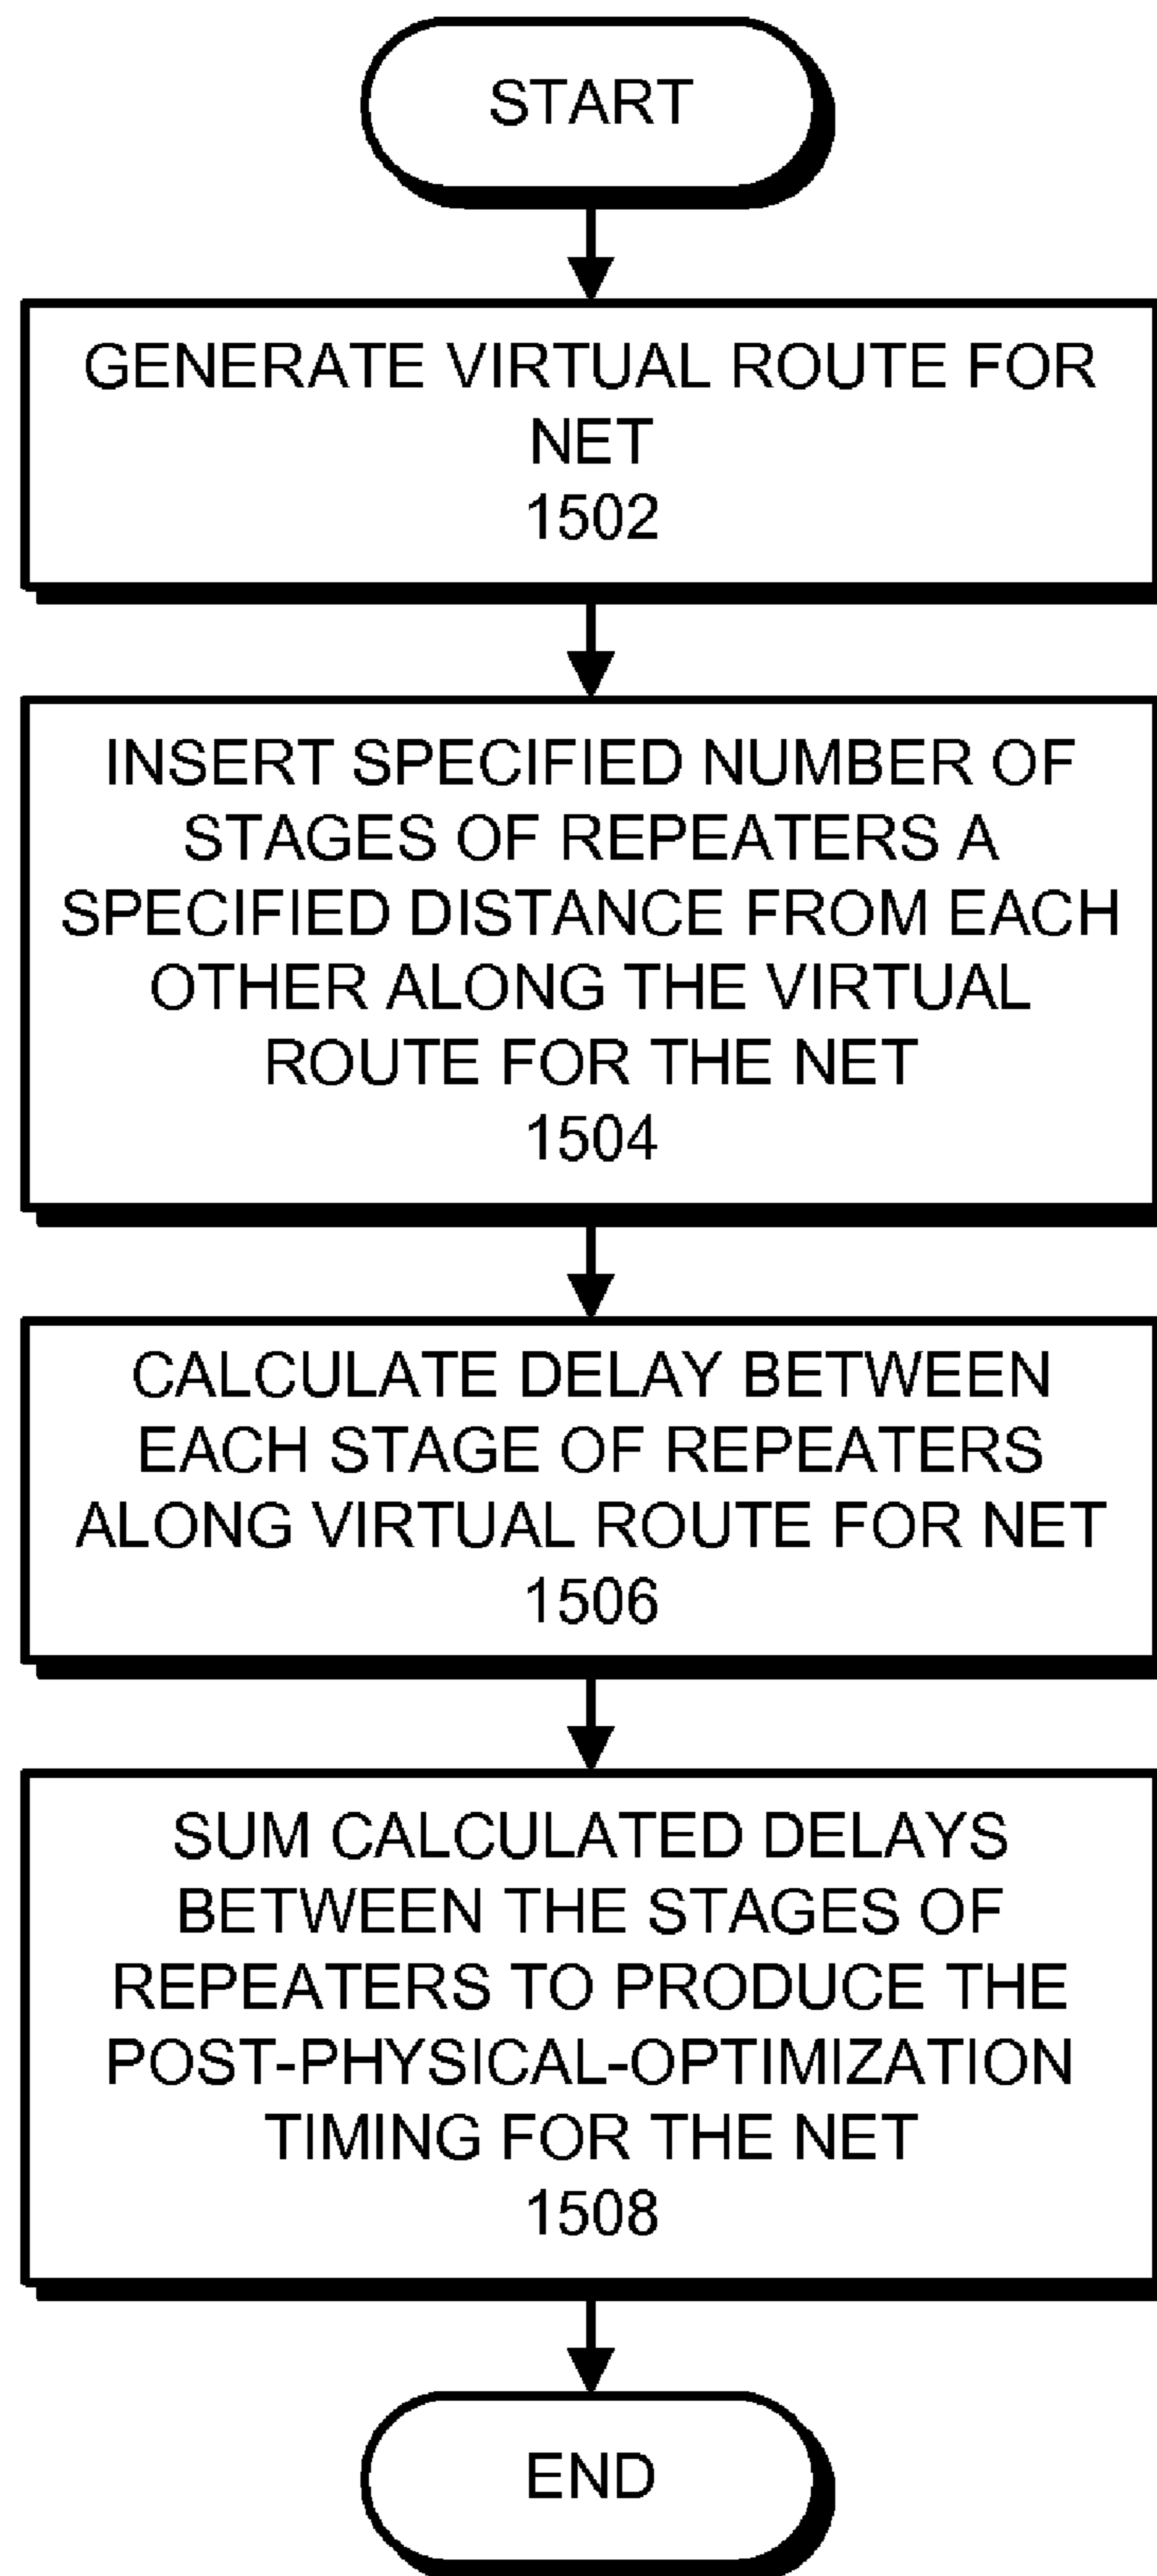 START
GENERATE VIRTUAL ROUTE FOR
NET
1502
INSERT SPECIFIED NUMBER OF
STAGES OF REPEATERS A
SPECIFIED DISTANCE FROM EACH
OTHER ALONG THE VIRTUAL
ROUTE FOR THE NET
1504
CALCULATE DELAY BETWEEN
EACH STAGE OF REPEATERS
ALONG VIRTUAL ROUTE FOR NET
1506
SUM CALCULATED DELAYS
BETWEEN THE STAGES OF
REPEATERS TO PRODUCE THE
POST-PHYSICAL-OPTIMIZATION
TIMING FOR THE NET
1508
END